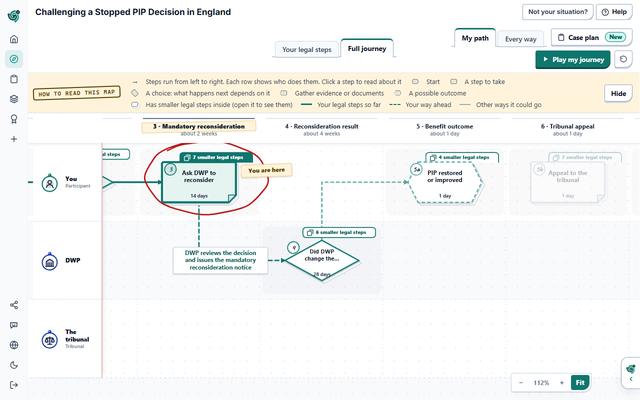 Challenging a Stopped PIP Decision in England
Not your situation?
Help
Your legal steps
Full journey
My path
Every way
Case plan
New
Play my journey
HOW TO READ THIS MAP
Steps run from left to right. Each row shows who does them. Click a step to read about it
Start
A step to take
A choice: what happens next depends on it
Gather evidence or documents
A possible outcome
Has smaller legal steps inside (open it to see them)
Your legal steps so far
Your way ahead
Other ways it could go
Hide
3 · Mandatory reconsideration
about 2 weeks
4 · Reconsideration result
about 4 weeks
5 · Benefit outcome
about 1 day
6 · Tribunal appeal
about 1 day
You
Participant
al steps
7 smaller legal steps
3
Ask DWP to
reconsider
14 days
You are here
4 smaller legal steps
5a
PIP restored
or improved
1 day
7 smaller legal steps
5b
Appeal to the
tribunal
1 day
DWP
DWP reviews the decision
and issues the mandatory
reconsideration notice
6 smaller legal steps
4
Did DWP
change the...
28 days
The
tribunal
Tribunal
112%
Fit